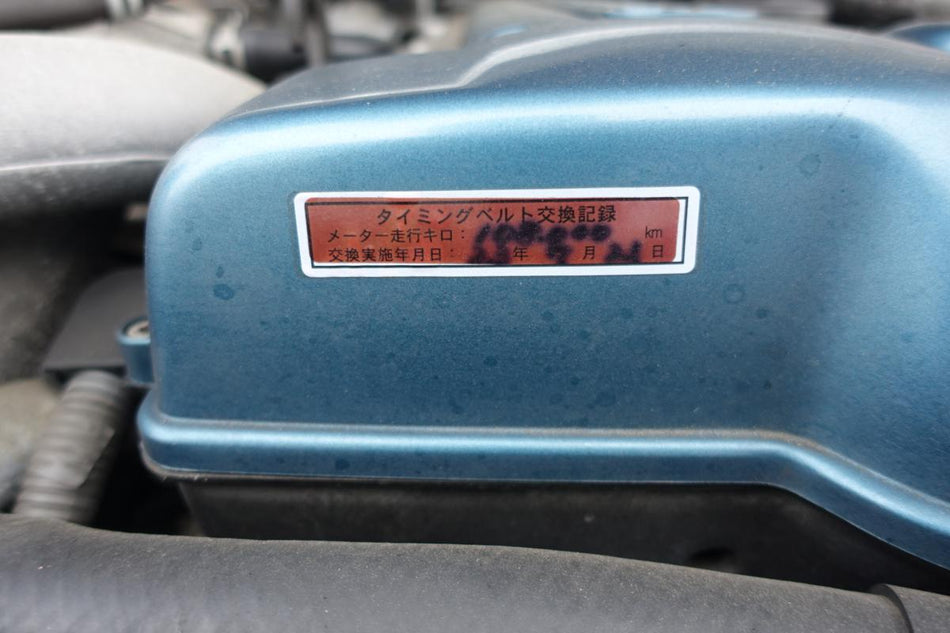 タイミングベルト交換記録
メーター走行キロ： km
交換実施年月日： 年 月 日